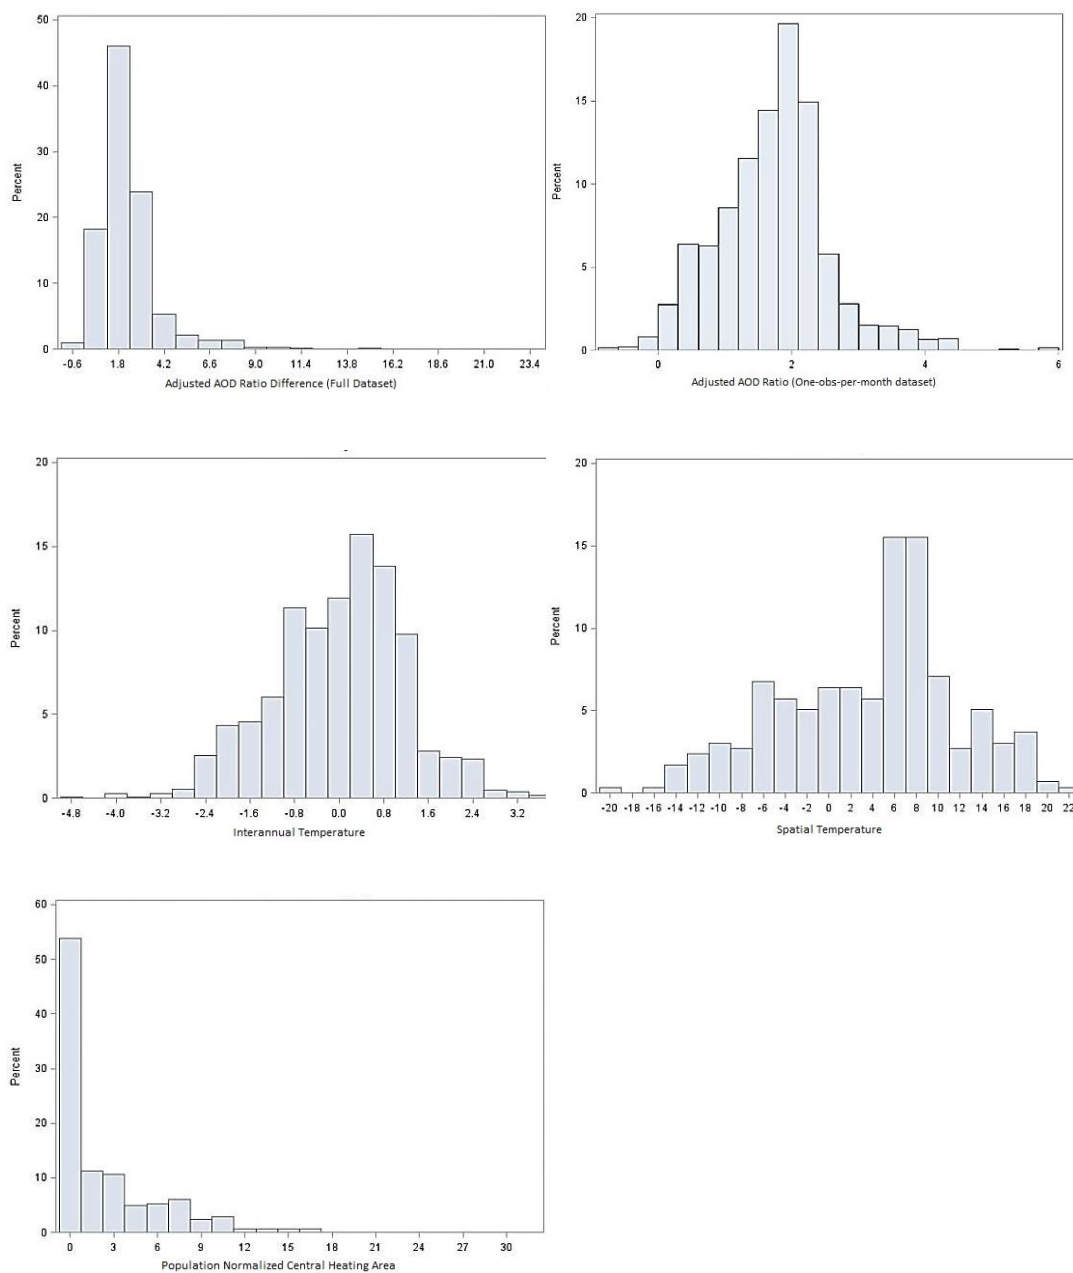 50
40
30
20
10
0
Percent
-0.6 1.8 4.2 6.6 9.0 11.4 13.8 16.2 18.6 21.0 23.4
Adjusted AOD Ratio Difference (Full Dataset)
20
15
10
5
0
Percent
0 2 4 6
Adjusted AOD Ratio (One-obs-per-month dataset)
20
15
10
5
0
Percent
-4.8 -4.0 -3.2 -2.4 -1.6 -0.8 0.0 0.8 1.6 2.4 3.2
Interannual Temperature
20
15
10
5
0
Percent
-20 -18 -16 -14 -12 -10 -8 -6 -4 -2 0 2 4 6 8 10 12 14 16 18 20 22
Spatial Temperature
60
50
40
30
20
10
0
Percent
0 3 6 9 12 15 18 21 24 27 30
Population Normalized Central Heating Area